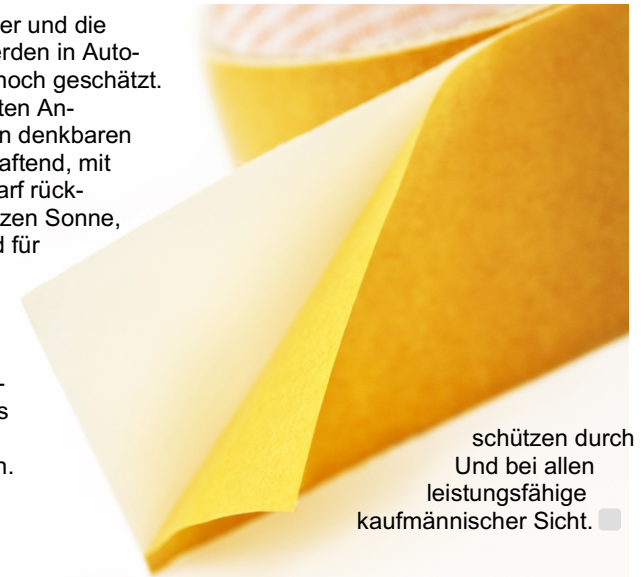 er und die
erden in Auto-
noch geschätzt.
ten An-
n denkbaren
aftend, mit
arf rück-
zen Sonne,
d für
-
s
n.
schützen durch
Und bei allen
leistungsfähige
kaufmännischer Sicht.